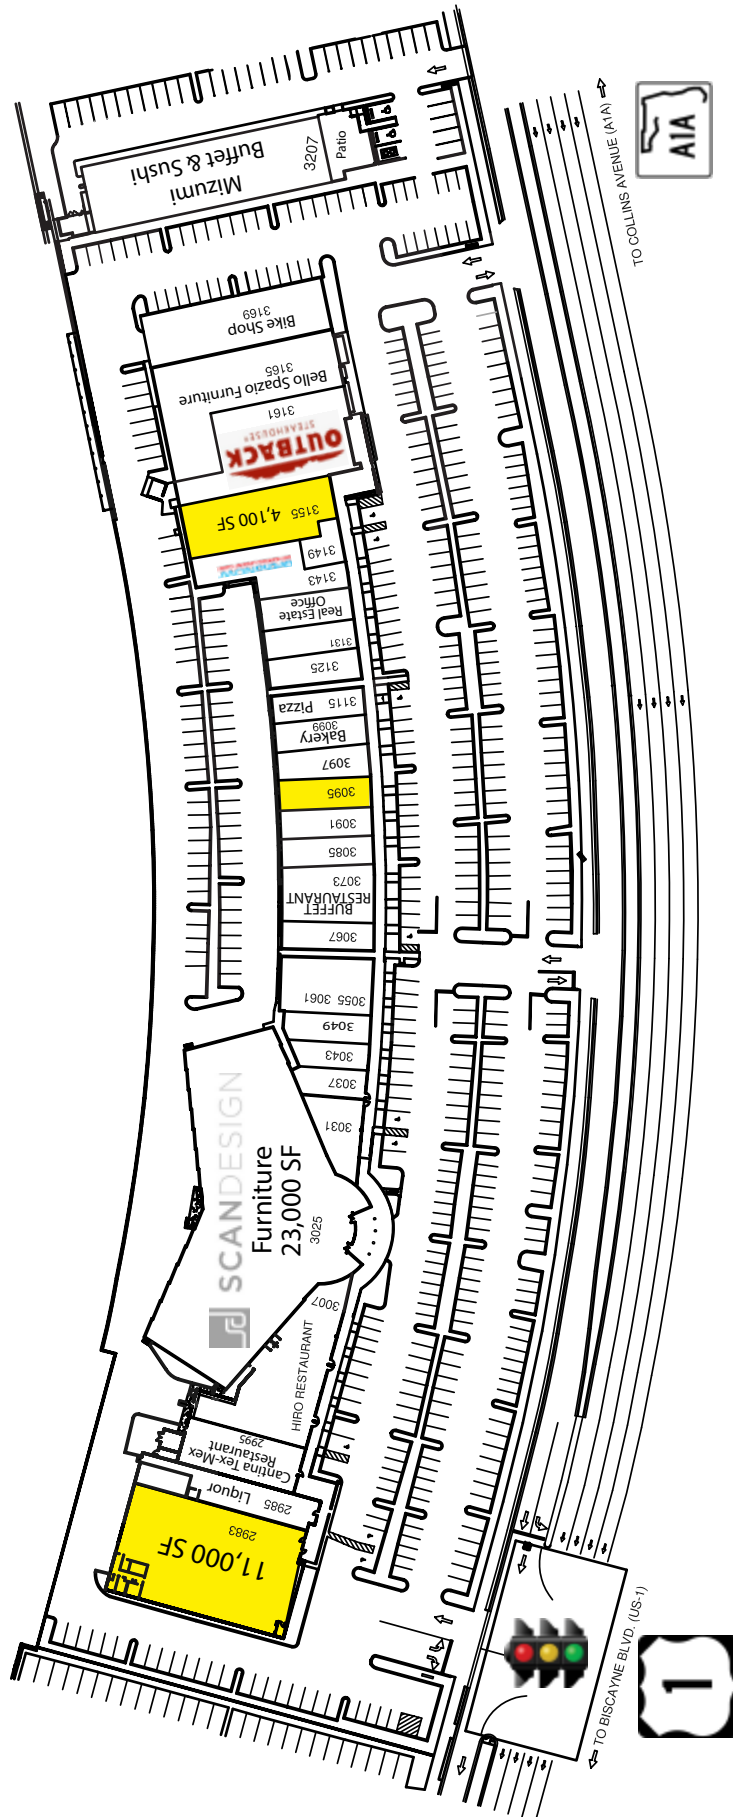 A1A
TO COLLINS AVENUE (A1A)
Mizumi
Buffet & Sushi
3207
Patio
Bike Shop
3169
Bello Spazio Furniture
3165
3161
OUTBACK
STEAKHOUSE®
3155
4,100 SF
3149
3143
Real Estate
Office
3131
3125
3115
Pizza
Bakery
3099
3097
3095
3091
3085
3073
BUFFET
RESTAURANT
3067
3055 3061
3049
3043
3037
3031
SCANDESIGN
Furniture
23,000 SF
3025
3007
HIRO RESTAURANT
Cantina Tex-Mex
Restaurant
2995
Liquor
2985
2983
11,000 SF
TO BISCAYNE BLVD. (US-1)
1